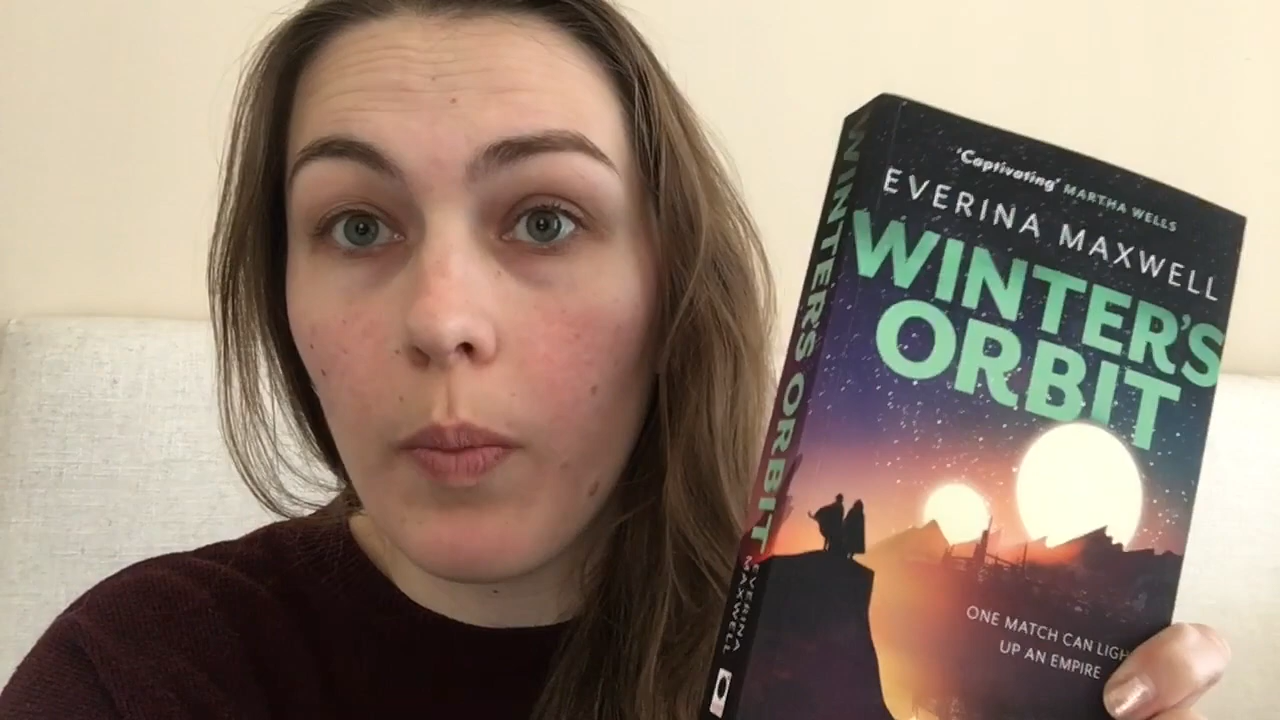 'Captivating' MARTHA WELLS
EVERINA MAXWELL
WINTER'S
ORBIT
ONE MATCH CAN LIGH
UP AN EMPIRE
WINTER'S ORBIT
EVERINA
MAXWELL